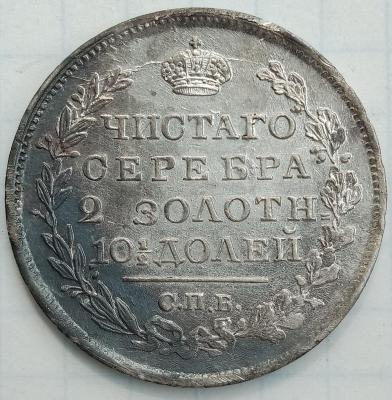 ЧИСТАГО
СЕРЕБРА
2 ЗОЛОТН.
10½ ДОЛЕЙ
С.П.Б.